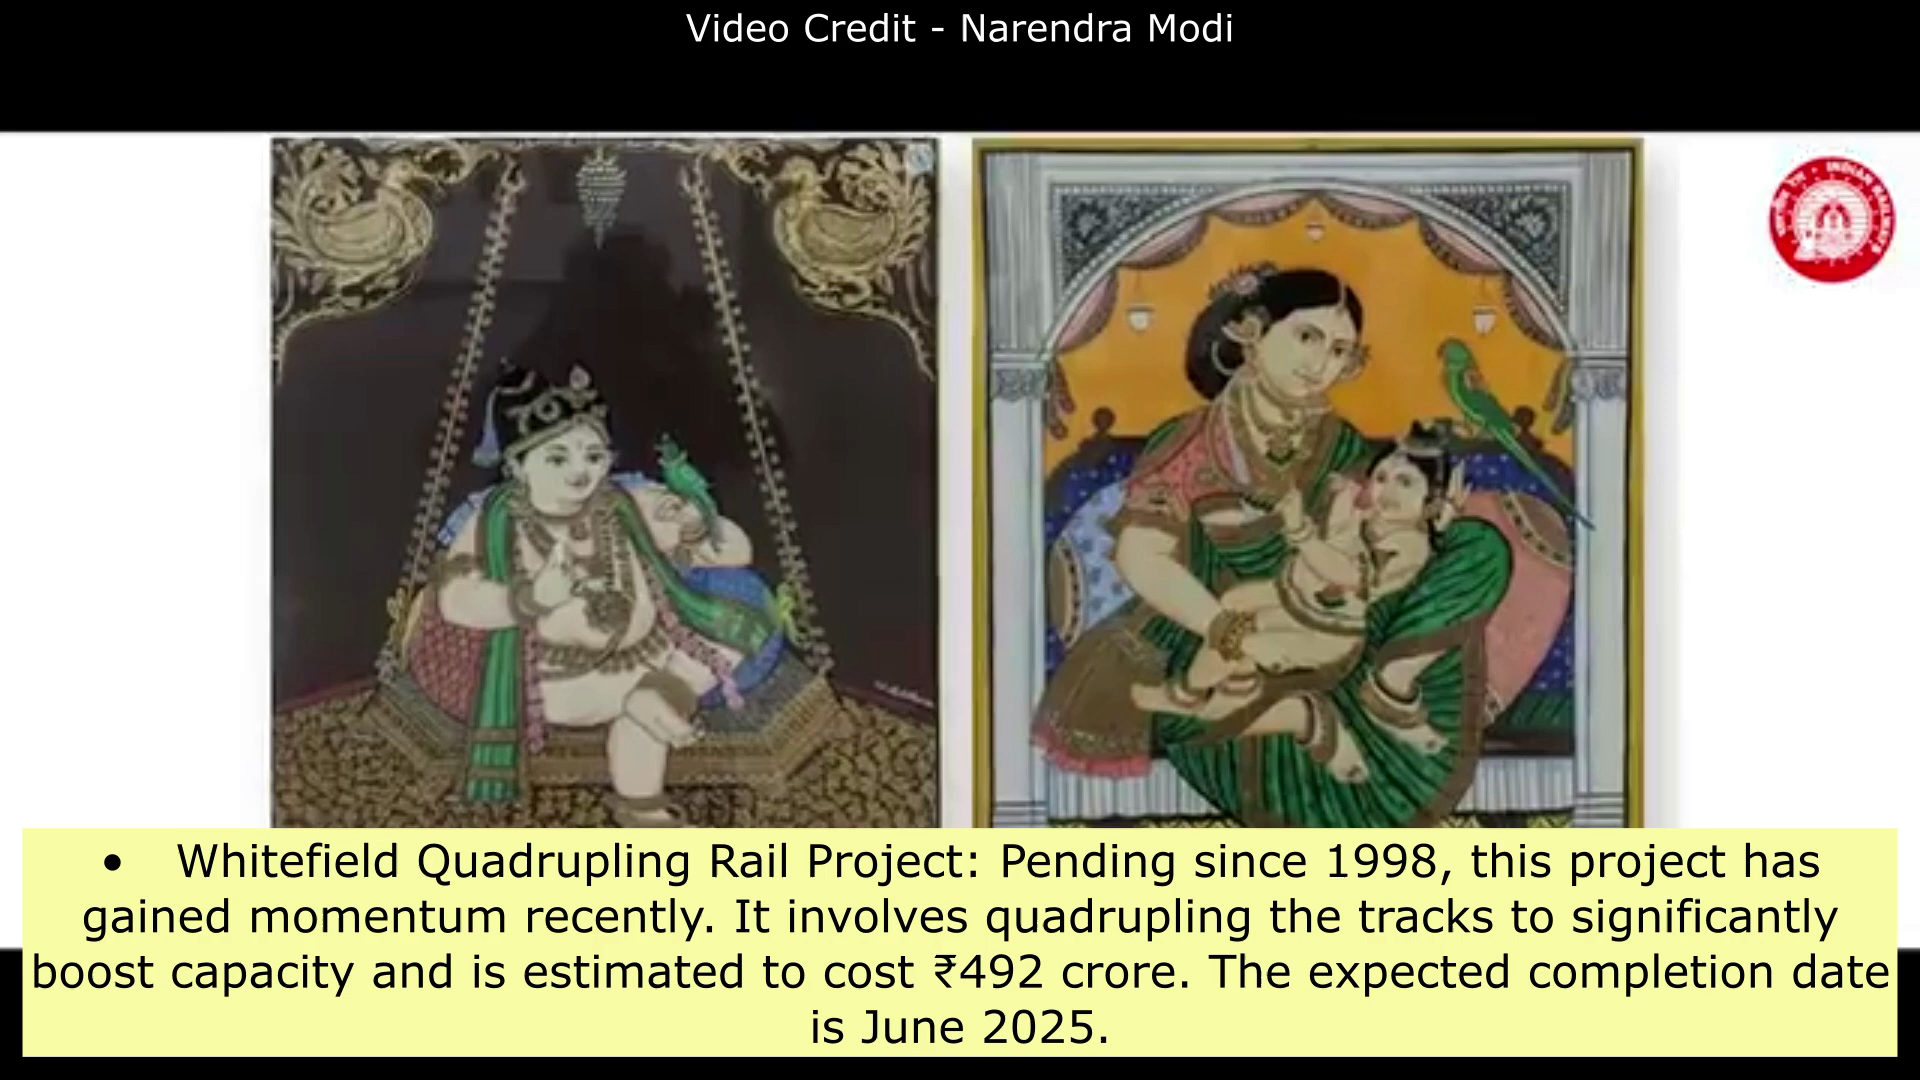 Video Credit - Narendra Modi
INDIAN RAILWAYS
• Whitefield Quadrupling Rail Project: Pending since 1998, this project has
gained momentum recently. It involves quadrupling the tracks to significantly
boost capacity and is estimated to cost ₹492 crore. The expected completion date
is June 2025.